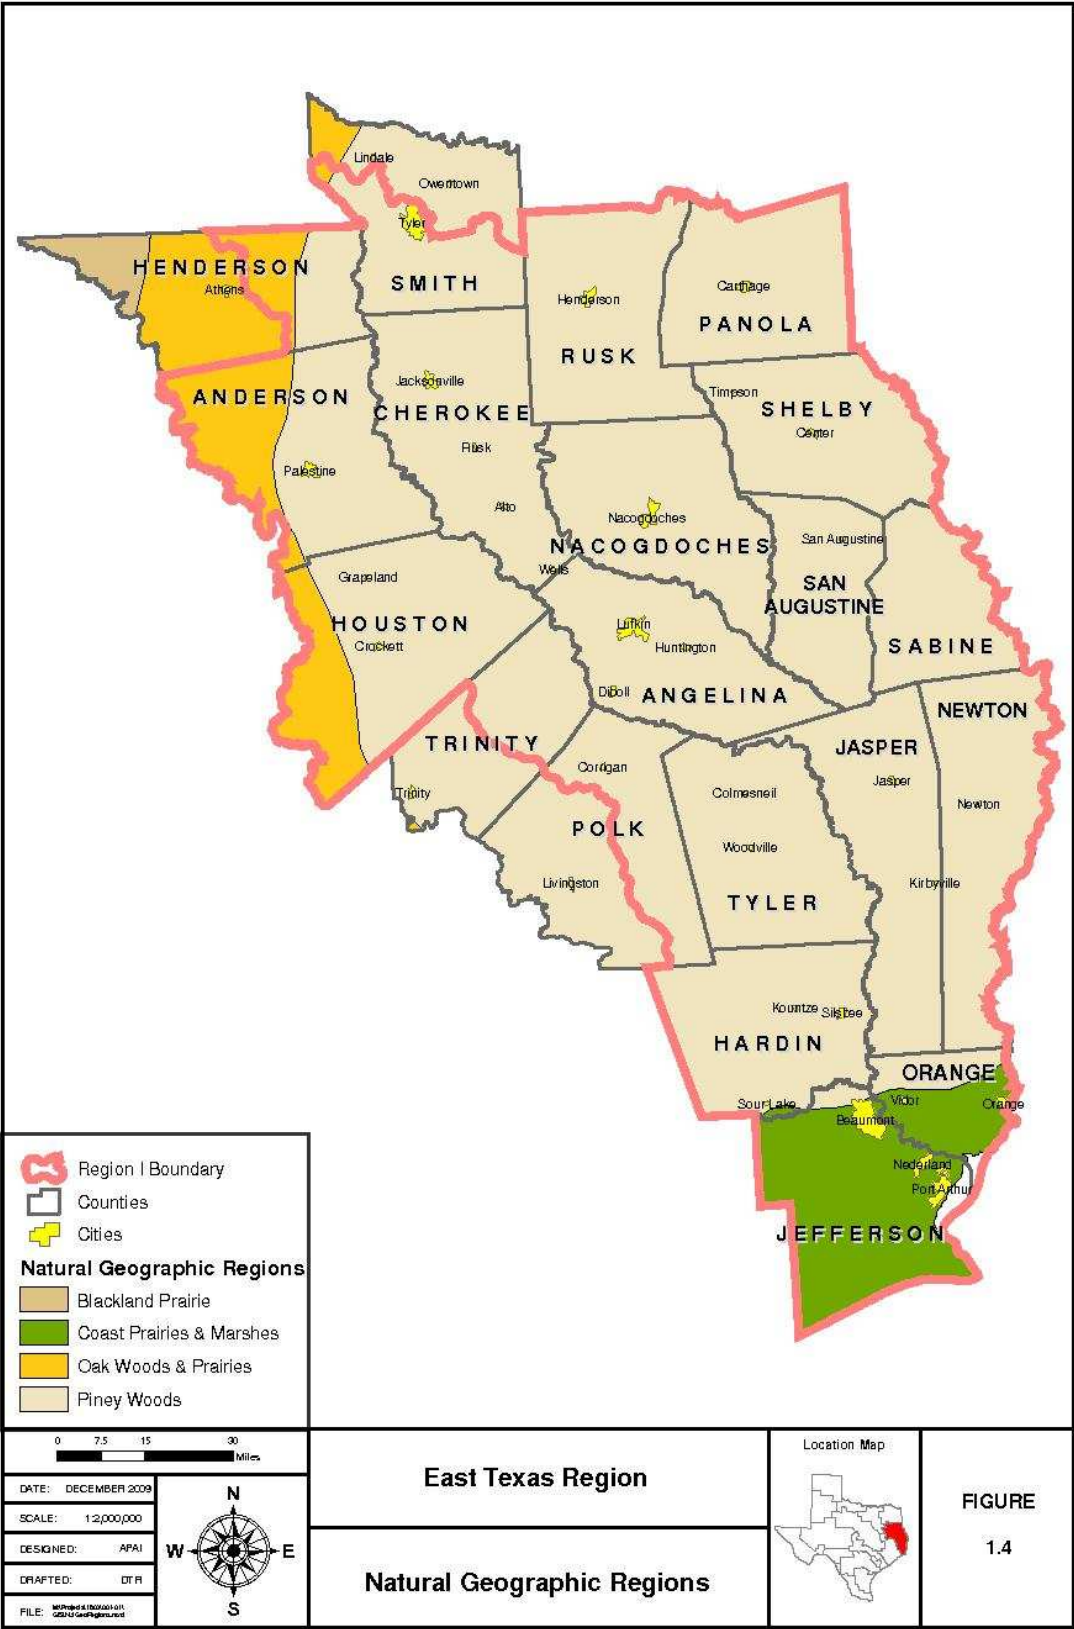 Lindale
Owentown
Tyler
HENDERSON
Athens
SMITH
Henderson
Carthage
PANOLA
RUSK
ANDERSON
Jacksonville
CHEROKEE
Timpson
SHELBY
Center
Rusk
Palestine
Alto
Nacogdoches
NACOGDOCHES
San Augustine
Wells
Grapeland
SAN
AUGUSTINE
HOUSTON
Lufkin
Crockett
Huntington
SABINE
Diboll
ANGELINA
NEWTON
TRINITY
JASPER
Corrigan
Jasper
Trinity
Colmesneil
Newton
POLK
Woodville
Livingston
Kirbyville
TYLER
Kountze
Silsbee
HARDIN
ORANGE
Sour Lake
Vidor
Orange
Beaumont
Nederland
Port Arthur
JEFFERSON
Region I Boundary
Counties
Cities
Natural Geographic Regions
Blackland Prairie
Coast Prairies & Marshes
Oak Woods & Prairies
Piney Woods
0 7.5 15 30
Miles
DATE: DECEMBER 2009
SCALE: 1:2,000,000
DESIGNED: APAI
DRAFTED: DTR
FILE:
N
W E
S
East Texas Region
Natural Geographic Regions
Location Map
FIGURE
1.4